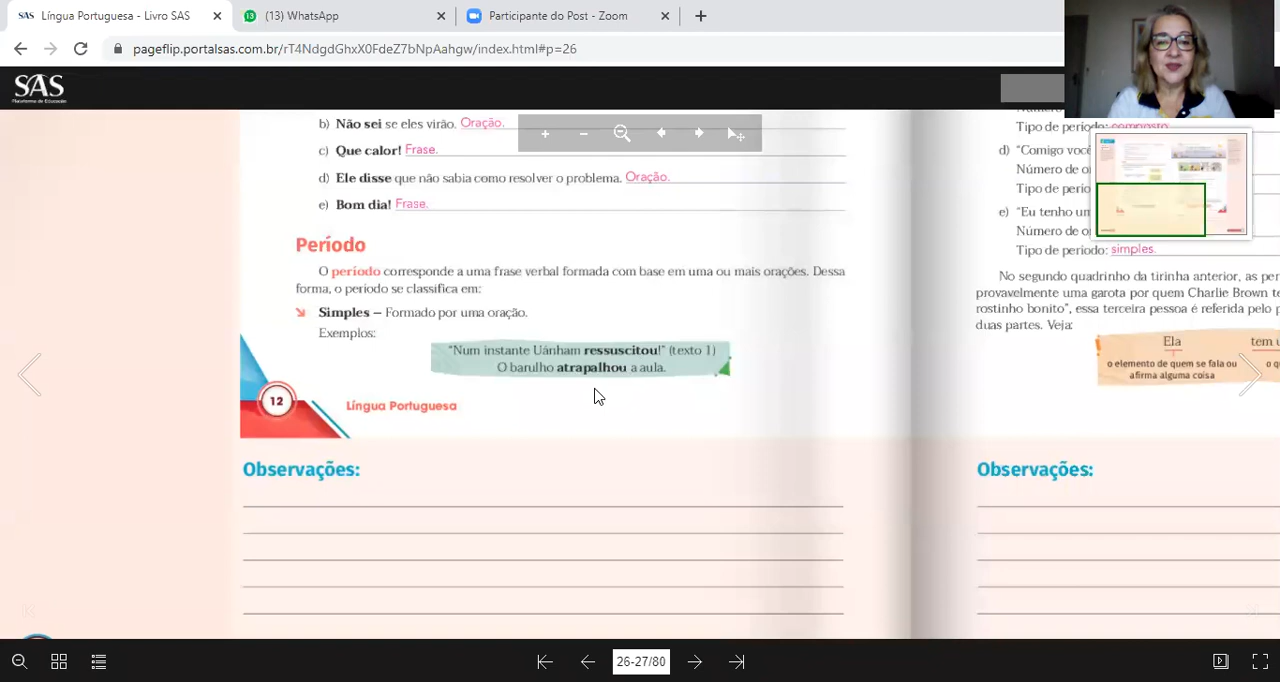 SAS Língua Portuguesa - Livro SAS
(13) WhatsApp
Participante do Post - Zoom
pageflip.portalsas.com.br/rT4NdgdGhxX0FdeZ7bNpAahgw/index.html#p=26
SAS
Plataforma de Educação
b) Não sei se eles virão. Oração.
c) Que calor! Frase.
d) Ele disse que não sabia como resolver o problema. Oração.
e) Bom dia! Frase.
Período
O período corresponde a uma frase verbal formada com base em uma ou mais orações. Dessa
forma, o período se classifica em:
Simples – Formado por uma oração.
Exemplos:
"Num instante Uânham ressuscitou!" (texto 1)
O barulho atrapalhou a aula.
12
Língua Portuguesa
Observações:
Tipo de período: composto.
d) "Comigo você
Número de o
Tipo de perío
e) "Eu tenho um
Número de o
Tipo de período: simples.
No segundo quadrinho da tirinha anterior, as per
provavelmente uma garota por quem Charlie Brown te
rostinho bonito", essa terceira pessoa é referida pelo p
duas partes. Veja:
Ela
tem u
o elemento de quem se fala ou
o q
afirma alguma coisa
Observações:
26-27/80